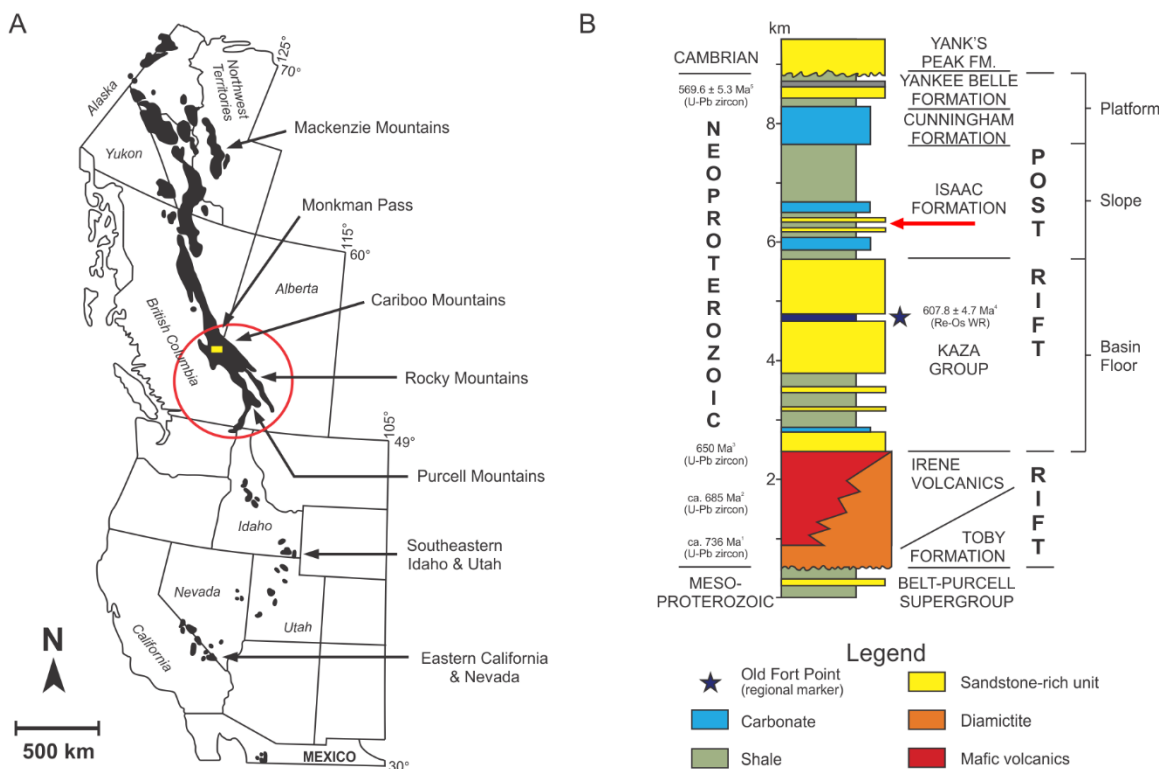 A
Alaska
Yukon
Northwest
Territories
125°
70°
Mackenzie Mountains
Monkman Pass
115°
60°
British Columbia
Alberta
Cariboo Mountains
Rocky Mountains
105°
49°
Purcell Mountains
Idaho
Southeastern
Idaho & Utah
Nevada
Utah
California
Eastern California
& Nevada
N
500 km
MEXICO
30°
B
km
8
6
4
2
CAMBRIAN
569.6 ± 5.3 Ma⁵
(U-Pb zircon)
NEOPROTEROZOIC
650 Ma³
(U-Pb zircon)
ca. 685 Ma²
(U-Pb zircon)
ca. 736 Ma¹
(U-Pb zircon)
MESO-
PROTEROZOIC
YANK'S
PEAK FM.
YANKEE BELLE
FORMATION
CUNNINGHAM
FORMATION
ISAAC
FORMATION
607.8 ± 4.7 Ma⁴
(Re-Os WR)
KAZA
GROUP
IRENE
VOLCANICS
TOBY
FORMATION
BELT-PURCELL
SUPERGROUP
POST
RIFT
RIFT
Platform
Slope
Basin
Floor
Legend
Old Fort Point
(regional marker)
Carbonate
Shale
Sandstone-rich unit
Diamictite
Mafic volcanics